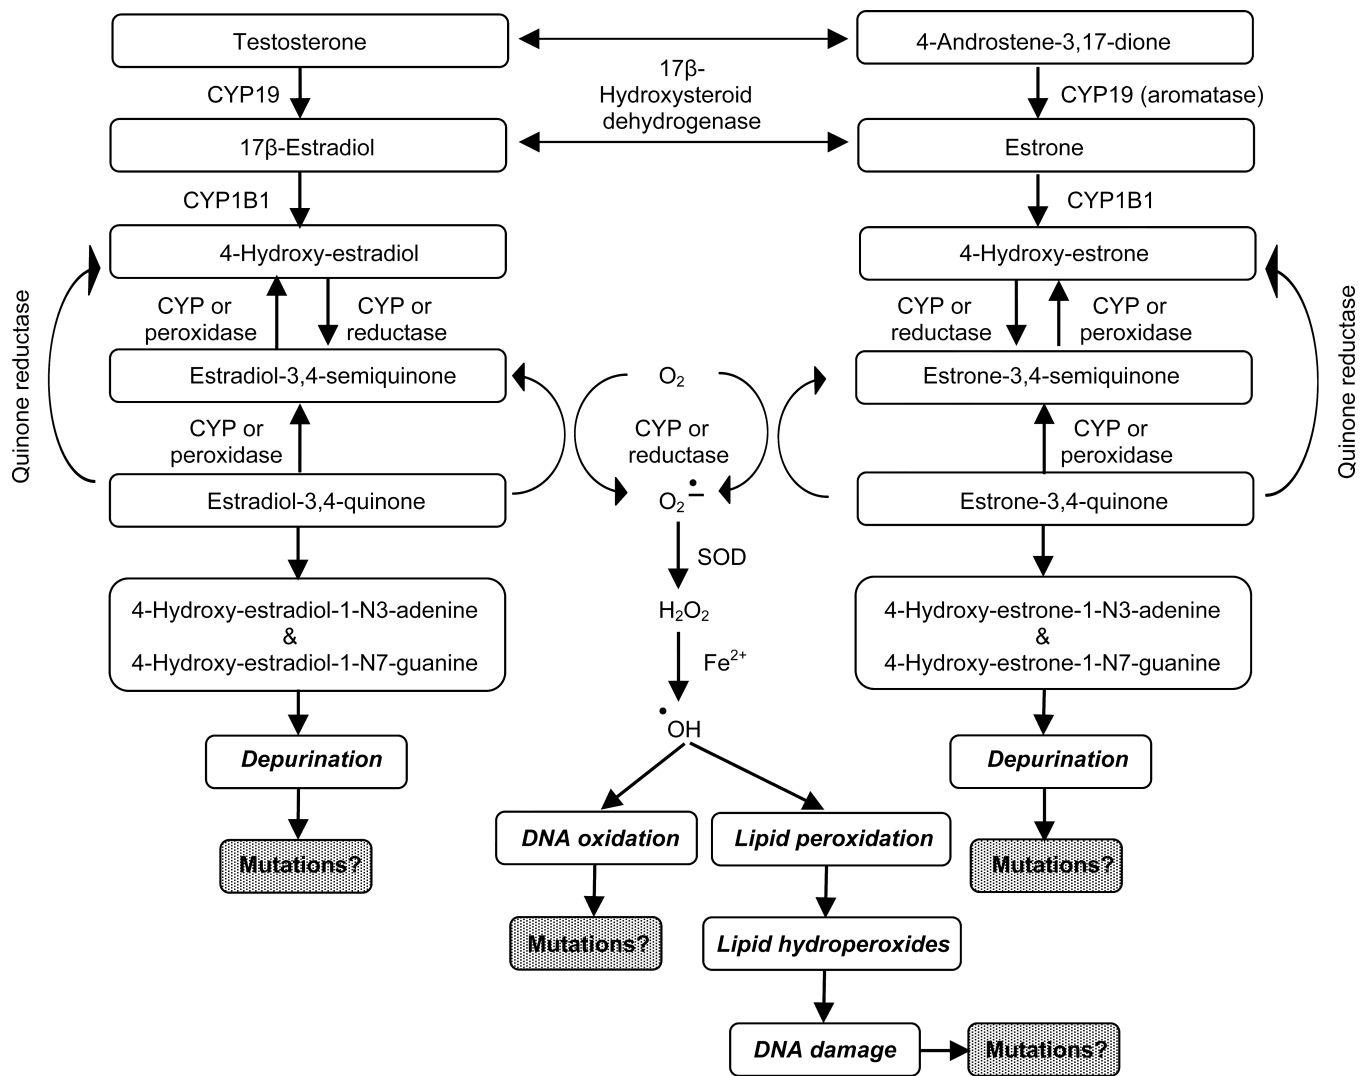 Testosterone
4-Androstene-3,17-dione
17β-
Hydroxysteroid
dehydrogenase
CYP19
CYP19 (aromatase)
17β-Estradiol
Estrone
CYP1B1
CYP1B1
4-Hydroxy-estradiol
4-Hydroxy-estrone
Quinone reductase
CYP or
peroxidase
CYP or
reductase
CYP or
reductase
CYP or
peroxidase
Quinone reductase
Estradiol-3,4-semiquinone
O₂
Estrone-3,4-semiquinone
CYP or
peroxidase
CYP or
reductase
CYP or
peroxidase
Estradiol-3,4-quinone
O₂•−
Estrone-3,4-quinone
SOD
4-Hydroxy-estradiol-1-N3-adenine
&
4-Hydroxy-estradiol-1-N7-guanine
H₂O₂
4-Hydroxy-estrone-1-N3-adenine
&
4-Hydroxy-estrone-1-N7-guanine
Fe²⁺
•OH
Depurination
Depurination
DNA oxidation
Lipid peroxidation
Mutations?
Mutations?
Mutations?
Lipid hydroperoxides
DNA damage
Mutations?